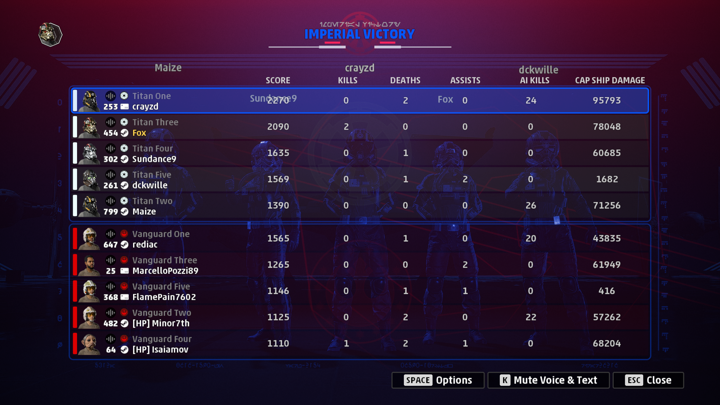 IMPERIAL VICTORY
Maize crayzd dckwille
SCORE KILLS DEATHS ASSISTS AI KILLS CAP SHIP DAMAGE
Sundance9 Fox
Titan One
253 crayzd 2270 0 2 0 24 95793
Titan Three
454 Fox 2090 2 0 0 0 78048
Titan Four
302 Sundance9 1635 0 1 0 0 60685
Titan Five
261 dckwille 1569 0 1 2 0 1682
Titan Two
799 Maize 1390 0 0 0 26 71256
Vanguard One
647 rediac 1565 0 1 0 20 43835
Vanguard Three
25 MarcelloPozzi89 1265 0 0 2 0 61949
Vanguard Five
368 FlamePain7602 1146 0 1 1 0 416
Vanguard Two
482 [HP] Minor7th 1125 0 2 0 22 57262
Vanguard Four
64 [HP] Isaiamov 1110 1 2 1 0 68204
SPACE Options K Mute Voice & Text ESC Close